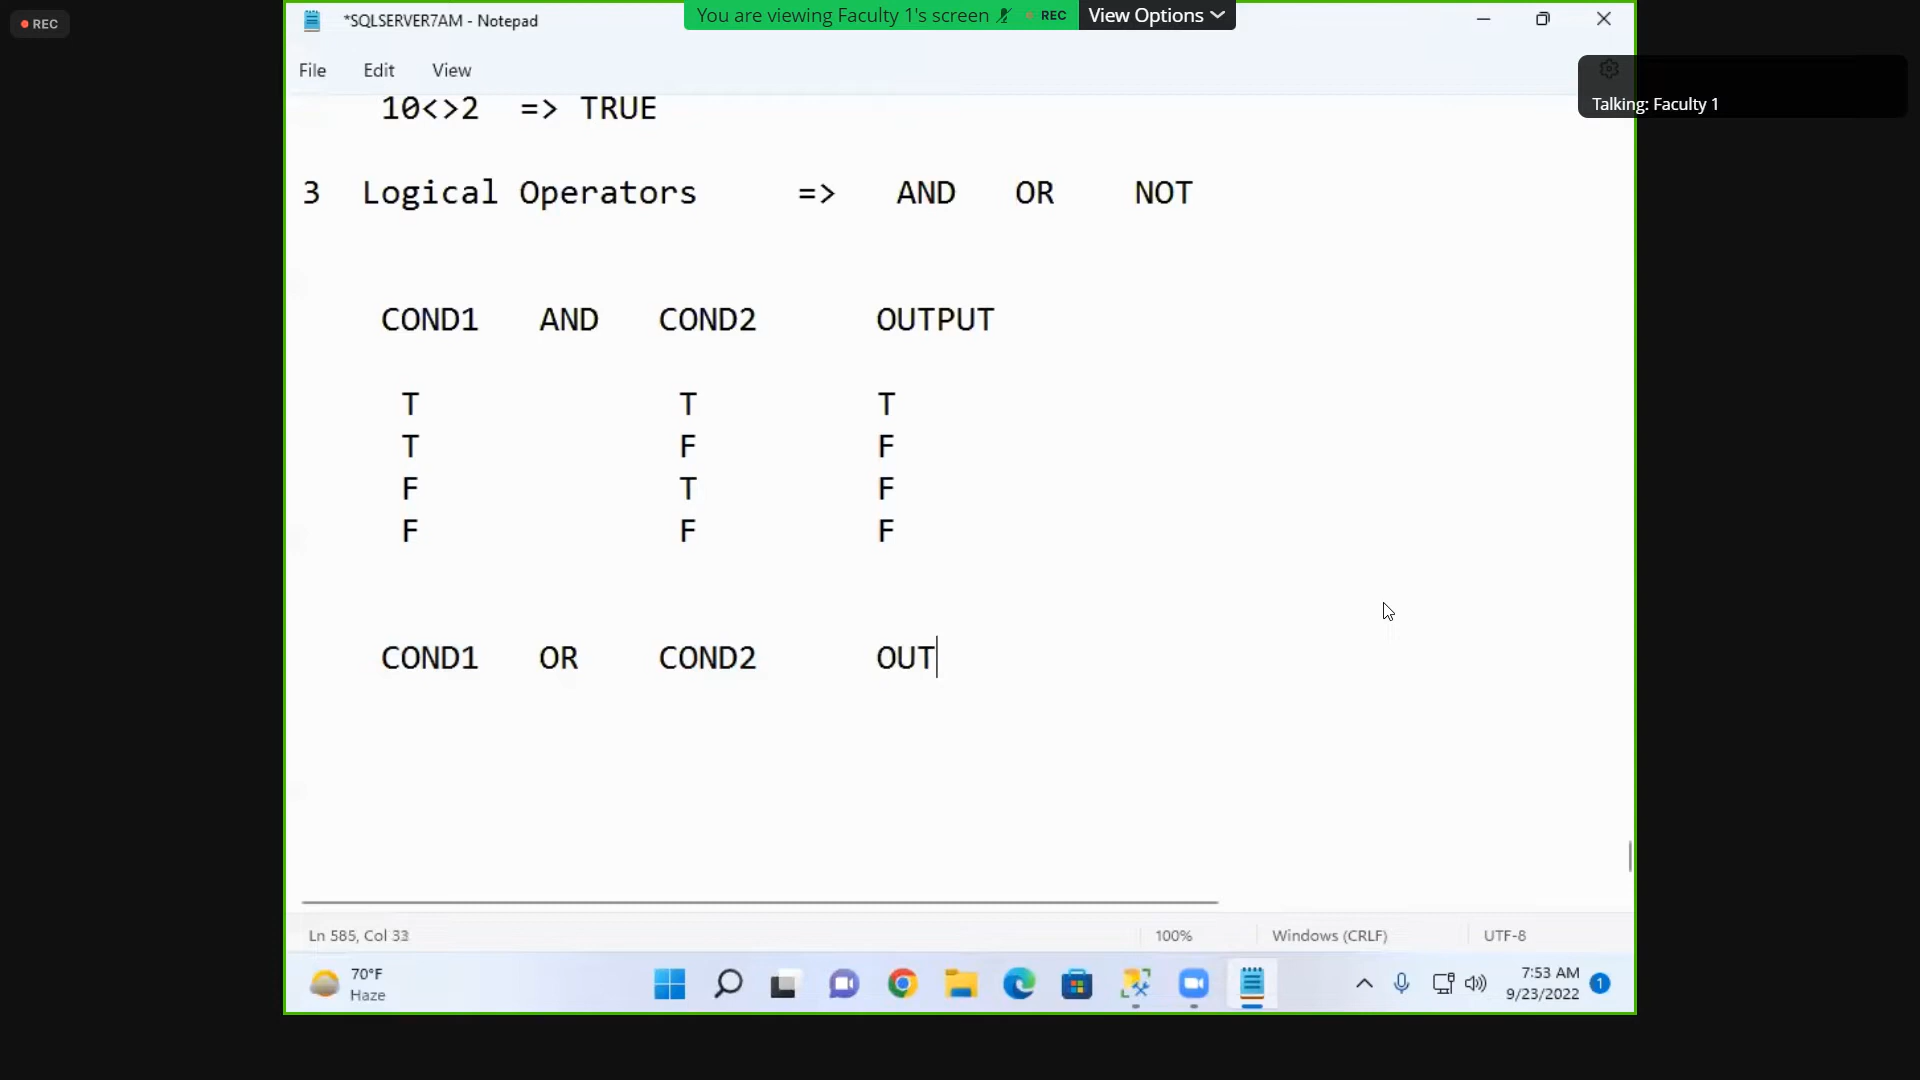 REC
*SQLSERVER7AM - Notepad
You are viewing Faculty 1's screen REC View Options
File Edit View
Talking: Faculty 1
10<>2 => TRUE
3 Logical Operators => AND OR NOT
COND1 AND COND2 OUTPUT
T T T
T F F
F T F
F F F
COND1 OR COND2 OUT
Ln 585, Col 33 100% Windows (CRLF) UTF-8
70°F
Haze
7:53 AM
9/23/2022
1